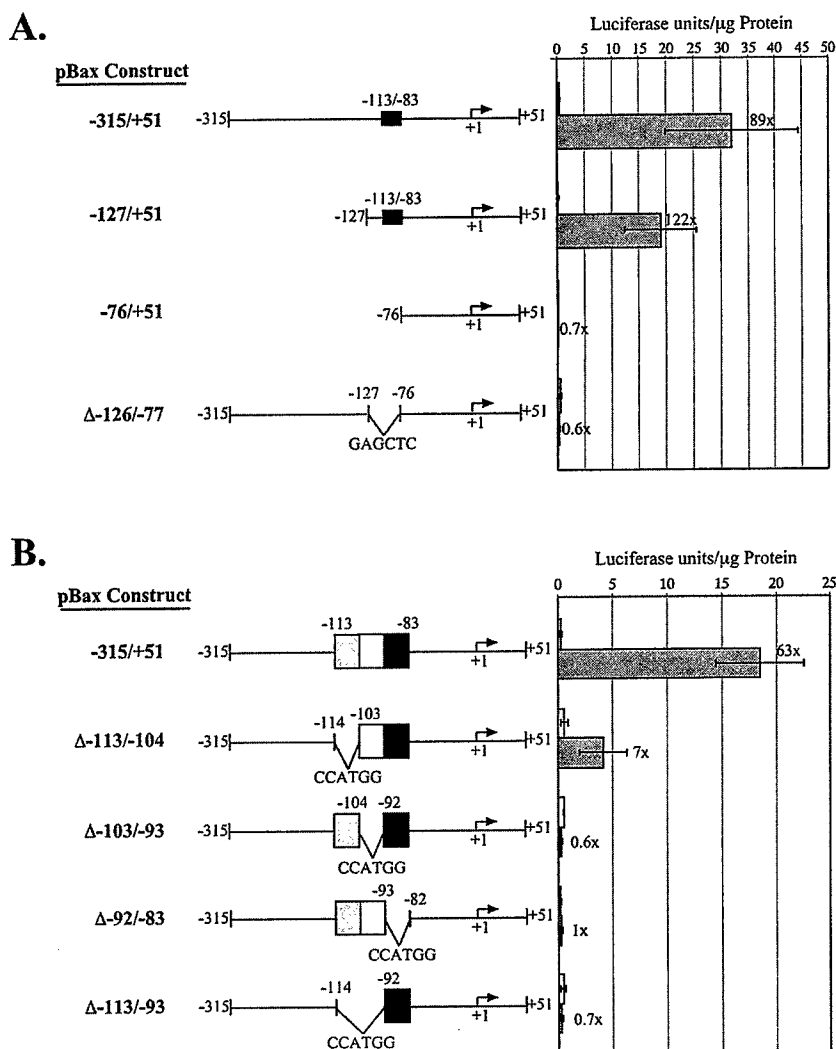 A.
Luciferase units/µg Protein
pBax Construct
0 5 10 15 20 25 30 35 40 45 50
-315/+51 -315 -113/-83 +1 +51 89x
-127/+51 -127 -113/-83 +1 +51 122x
-76/+51 -76 +1 +51 0.7x
Δ-126/-77 -315 -127 -76 +1 +51 0.6x
GAGCTC
B.
Luciferase units/µg Protein
pBax Construct
0 5 10 15 20 25
-315/+51 -315 -113 -83 +1 +51 63x
Δ-113/-104 -315 -114 -103 +1 +51 7x
CCATGG
Δ-103/-93 -315 -104 -92 +1 +51 0.6x
CCATGG
Δ-92/-83 -315 -93 -82 +1 +51 1x
CCATGG
Δ-113/-93 -315 -114 -92 +1 +51 0.7x
CCATGG